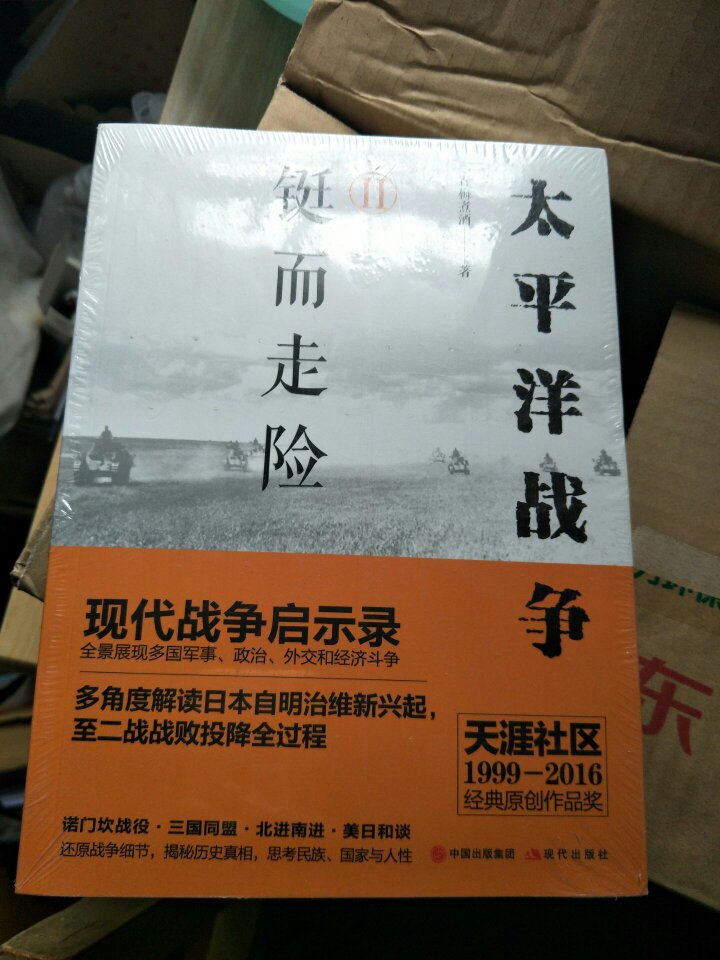 太平洋战争
青梅煮酒——著
II
铤而走险
现代战争启示录
全景展现多国军事、政治、外交和经济斗争
多角度解读日本自明治维新兴起，
至二战战败投降全过程
天涯社区
1999－2016
经典原创作品奖
诺门坎战役·三国同盟·北进南进·美日和谈
还原战争细节，揭秘历史真相，思考民族、国家与人性
中国出版集团 现代出版社
东